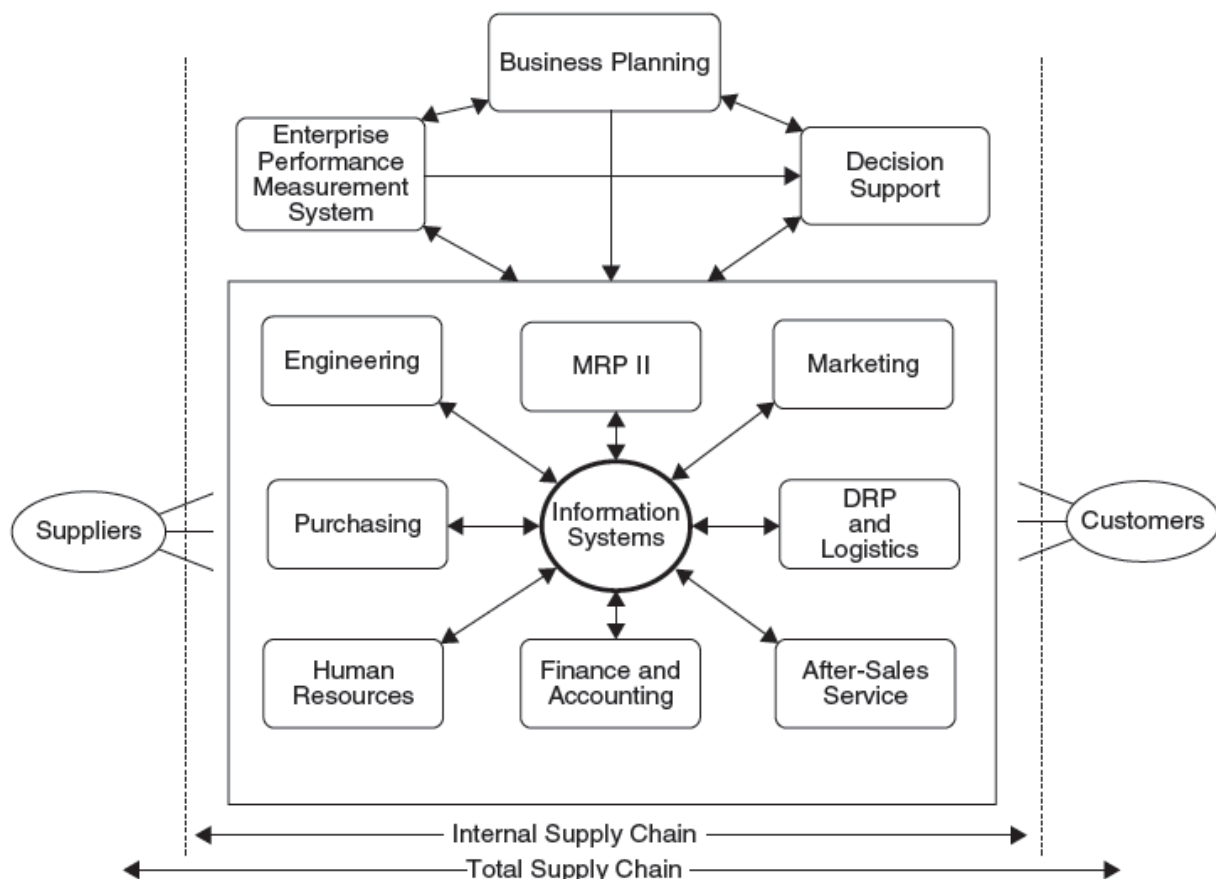 Business Planning
Enterprise
Performance
Measurement
System
Decision
Support
Engineering
MRP II
Marketing
Suppliers
Purchasing
Information
Systems
DRP
and
Logistics
Customers
Human
Resources
Finance and
Accounting
After-Sales
Service
Internal Supply Chain
Total Supply Chain